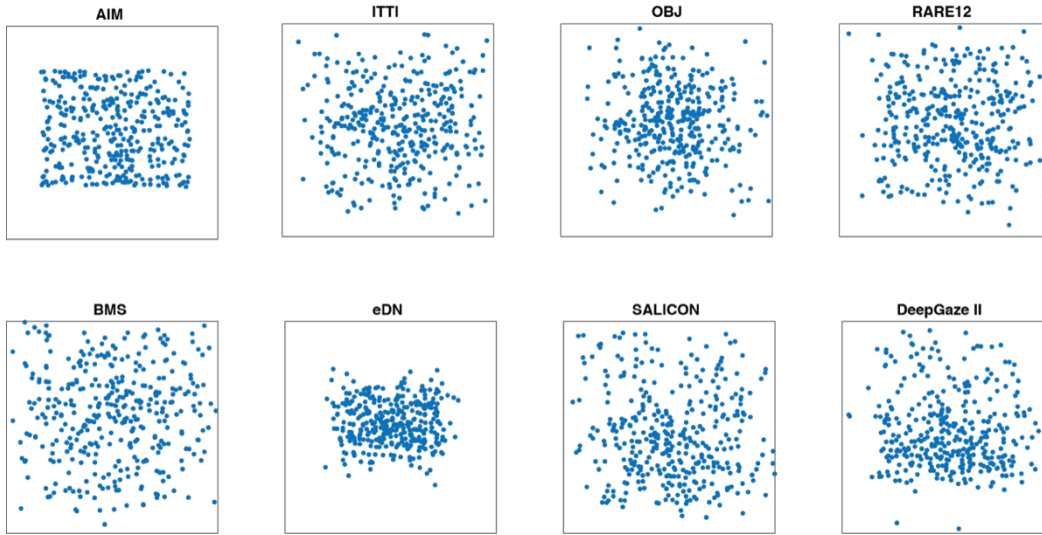 AIM
ITTI
OBJ
RARE12
BMS
eDN
SALICON
DeepGaze II